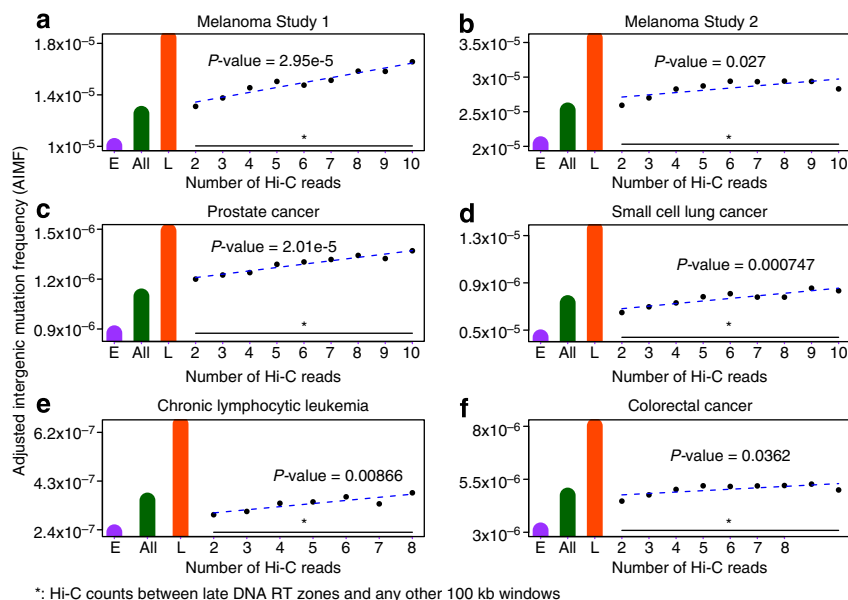 a Melanoma Study 1
1.8x10⁻⁵
1.4x10⁻⁵
1x10⁻⁵
P-value = 2.95e-5
*
E All L 2 3 4 5 6 7 8 9 10
Number of Hi-C reads
b Melanoma Study 2
3.5x10⁻⁵
3x10⁻⁵
2.5x10⁻⁵
2x10⁻⁵
P-value = 0.027
*
E All L 2 3 4 5 6 7 8 9 10
Number of Hi-C reads
Adjusted intergenic mutation frequency (AIMF)
c Prostate cancer
1.5x10⁻⁶
1.2x10⁻⁶
0.9x10⁻⁶
P-value = 2.01e-5
*
E All L 2 3 4 5 6 7 8 9 10
Number of Hi-C reads
d Small cell lung cancer
1.3x10⁻⁵
0.9x10⁻⁶
0.5x10⁻⁵
P-value = 0.000747
*
E All L 2 3 4 5 6 7 8 9 10
Number of Hi-C reads
e Chronic lymphocytic leukemia
6.2x10⁻⁷
4.3x10⁻⁷
2.4x10⁻⁷
P-value = 0.00866
*
E All L 2 3 4 5 6 7 8
Number of Hi-C reads
f Colorectal cancer
8x10⁻⁶
5.5x10⁻⁶
3x10⁻⁶
P-value = 0.0362
*
E All L 2 3 4 5 6 7 8
Number of Hi-C reads
*: Hi-C counts between late DNA RT zones and any other 100 kb windows